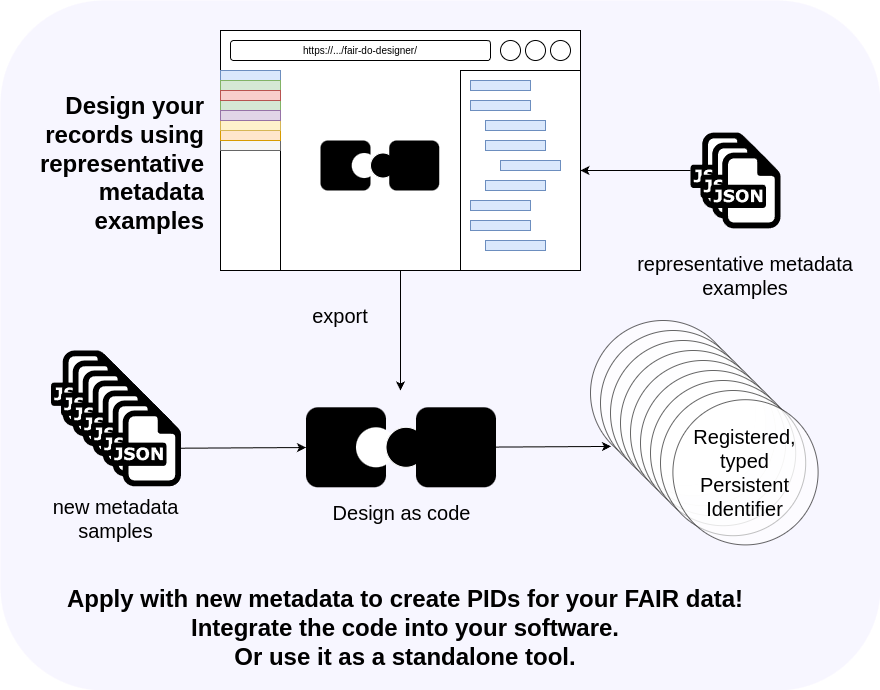 https://.../fair-do-designer/
Design your
records using
representative
metadata
examples
JSON
representative metadata
examples
export
JSON
new metadata
samples
Design as code
Registered,
typed
Persistent
Identifier
Apply with new metadata to create PIDs for your FAIR data!
Integrate the code into your software.
Or use it as a standalone tool.